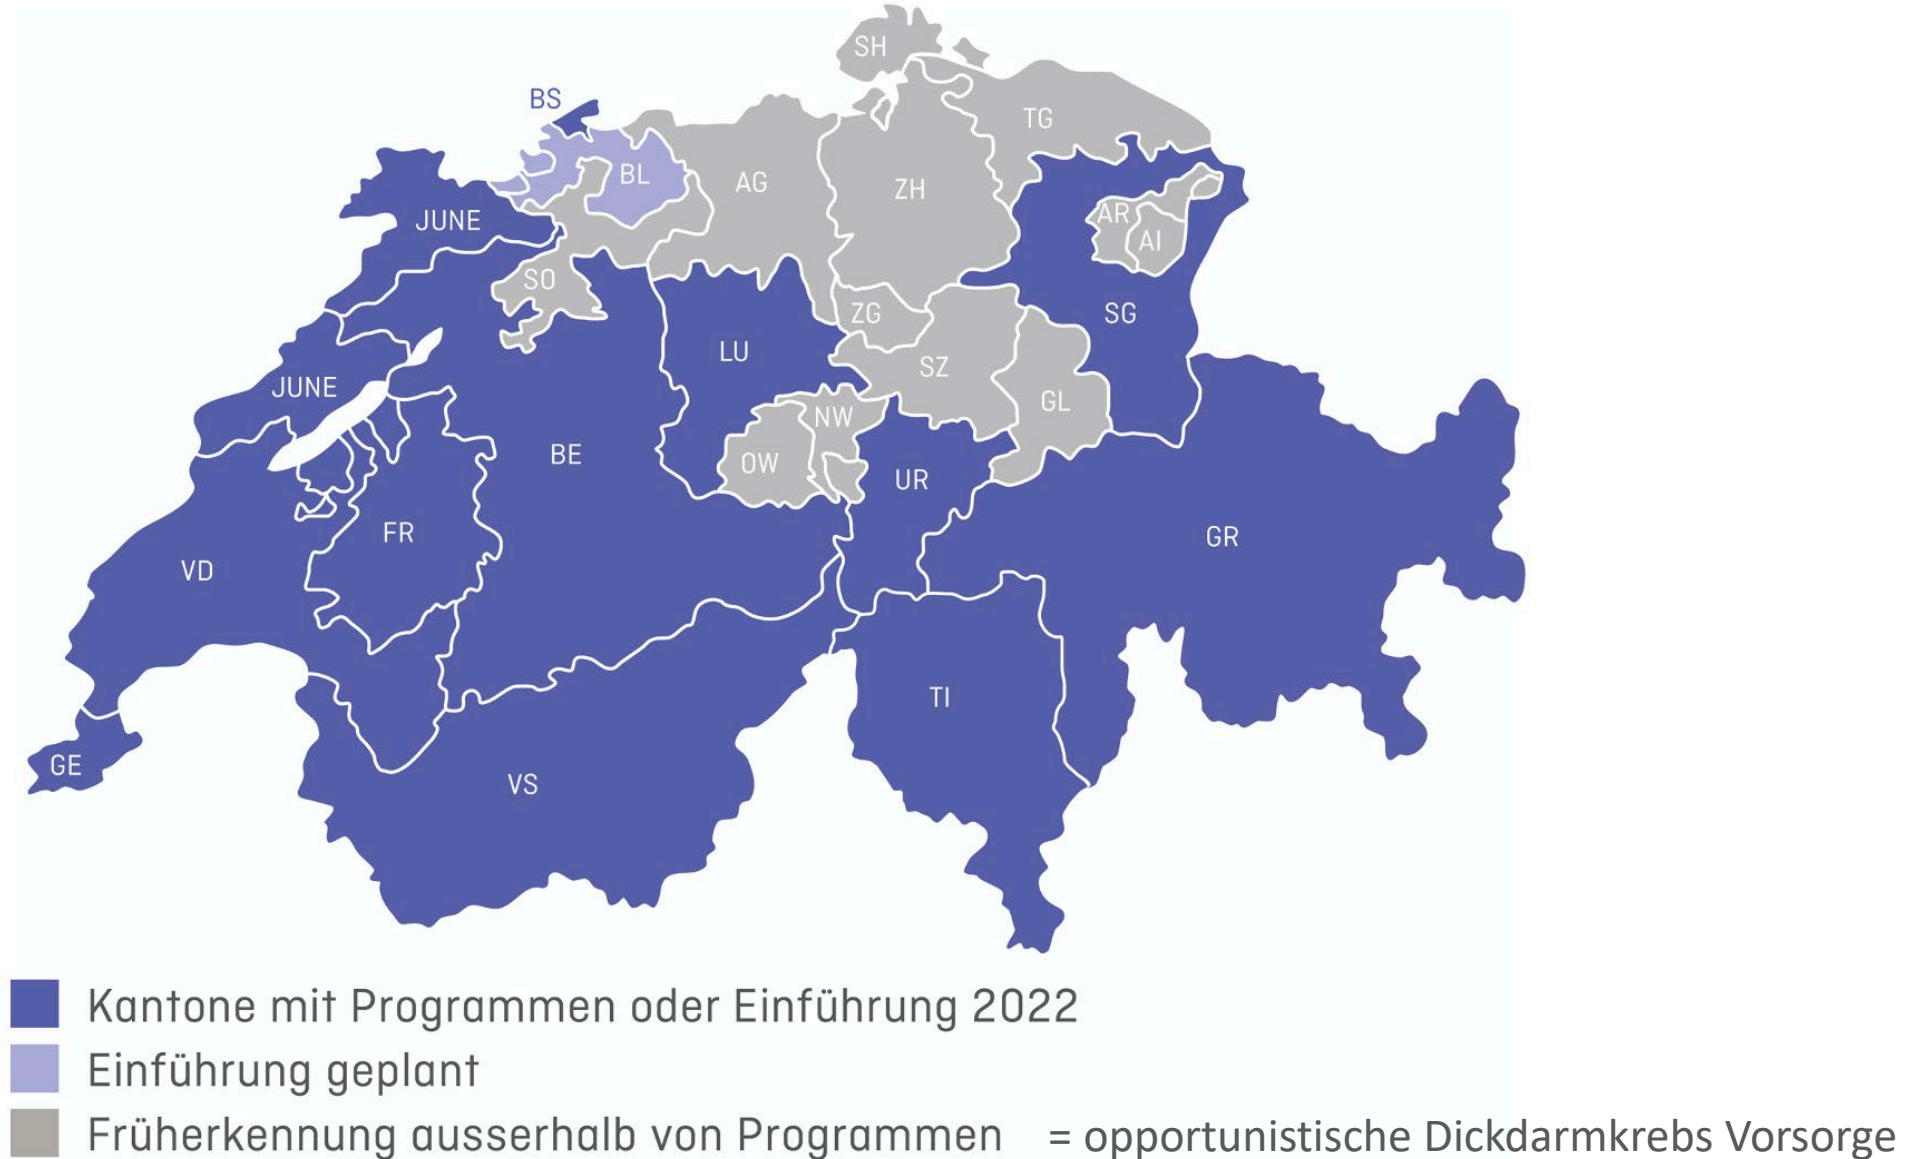 SH
BS
TG
BL
AG
ZH
JUNE
AR
AI
SO
ZG
SG
LU
SZ
JUNE
GL
NW
BE
OW
UR
FR
GR
VD
TI
GE
VS
Kantone mit Programmen oder Einführung 2022
Einführung geplant
Früherkennung ausserhalb von Programmen = opportunistische Dickdarmkrebs Vorsorge